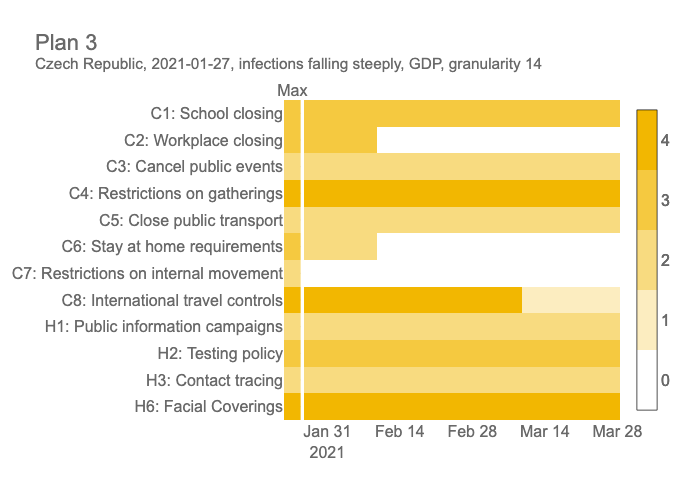 Plan 3
Czech Republic, 2021-01-27, infections falling steeply, GDP, granularity 14
Max
C1: School closing
C2: Workplace closing
C3: Cancel public events
C4: Restrictions on gatherings
C5: Close public transport
C6: Stay at home requirements
C7: Restrictions on internal movement
C8: International travel controls
H1: Public information campaigns
H2: Testing policy
H3: Contact tracing
H6: Facial Coverings
4
3
2
1
0
Jan 31 Feb 14 Feb 28 Mar 14 Mar 28
2021